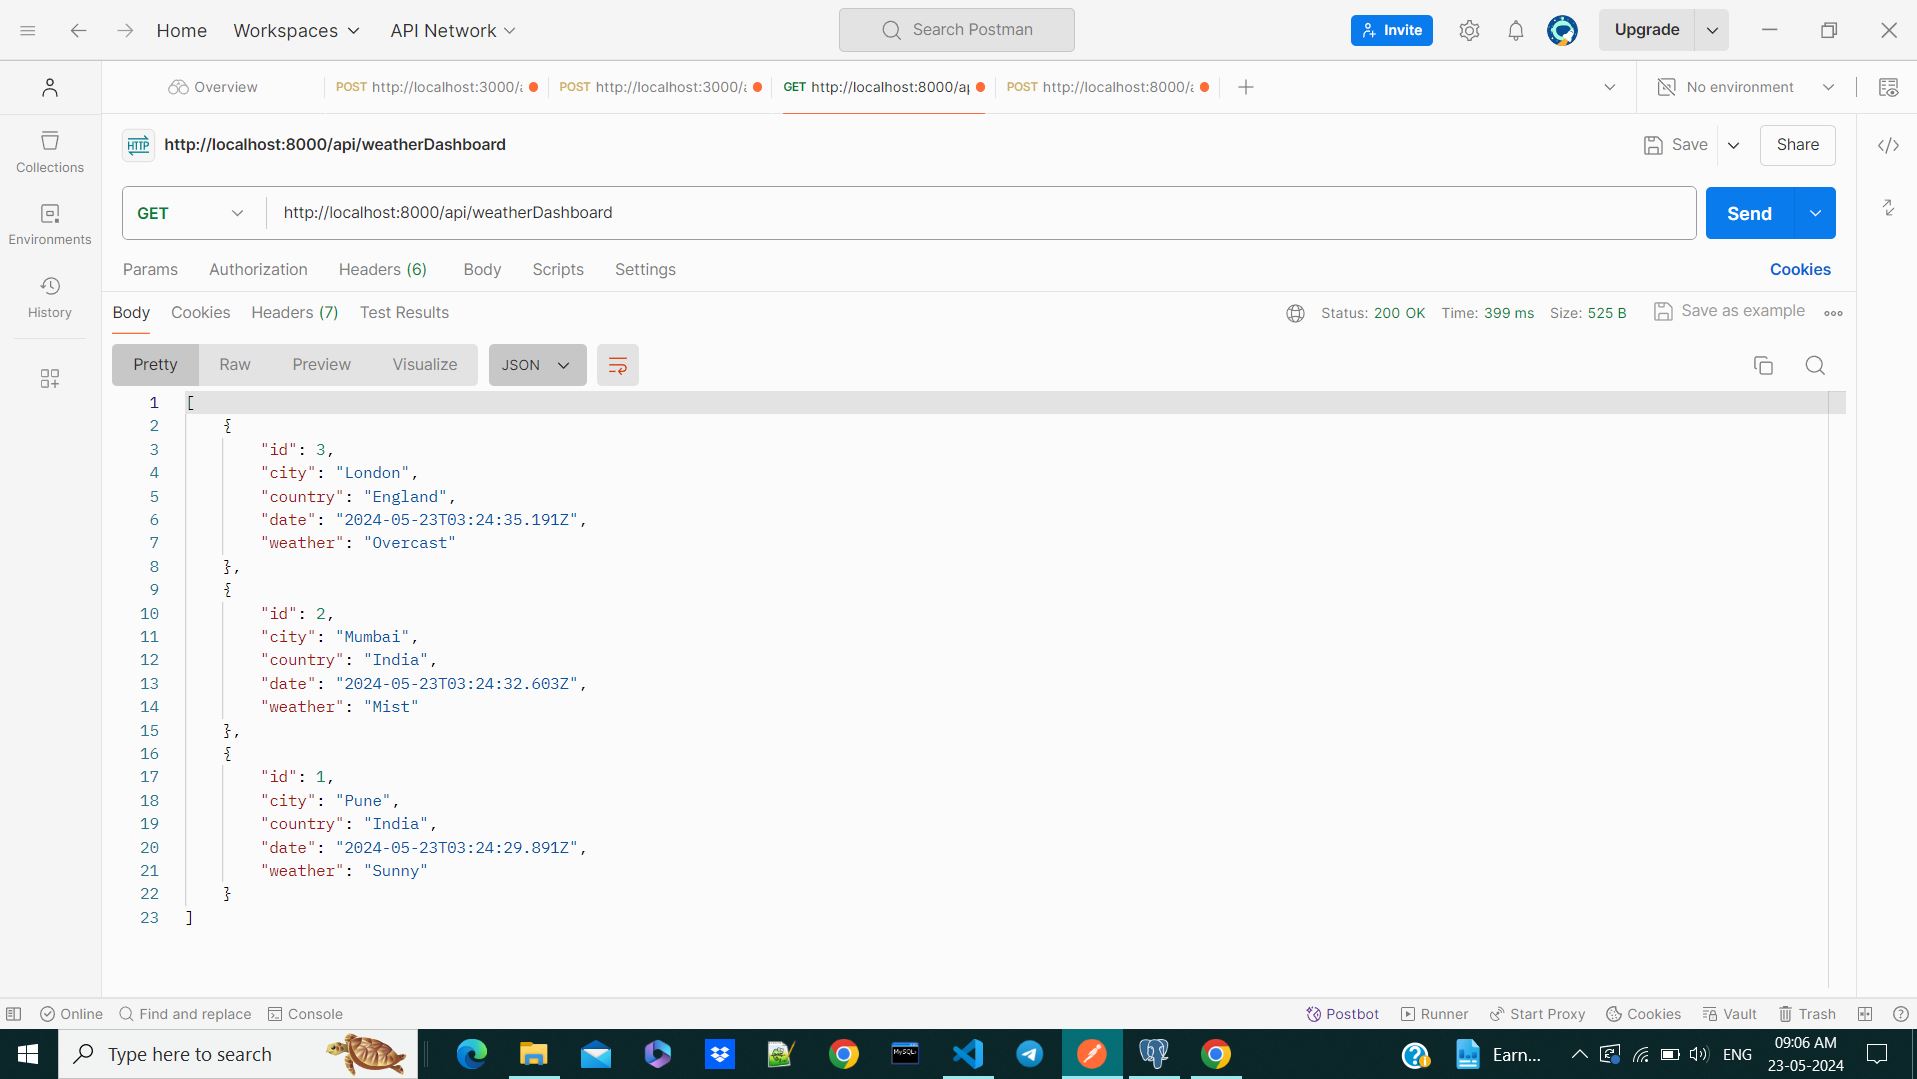 Home Workspaces API Network Search Postman Invite Upgrade
Overview POST http://localhost:3000/a POST http://localhost:3000/a GET http://localhost:8000/ap POST http://localhost:8000/a No environment
HTTP http://localhost:8000/api/weatherDashboard Save Share
GET http://localhost:8000/api/weatherDashboard Send
Params Authorization Headers (6) Body Scripts Settings Cookies
Body Cookies Headers (7) Test Results Status: 200 OK Time: 399 ms Size: 525 B Save as example
Pretty Raw Preview Visualize JSON
Collections
Environments
History
1 [
2 {
3 "id": 3,
4 "city": "London",
5 "country": "England",
6 "date": "2024-05-23T03:24:35.191Z",
7 "weather": "Overcast"
8 },
9 {
10 "id": 2,
11 "city": "Mumbai",
12 "country": "India",
13 "date": "2024-05-23T03:24:32.603Z",
14 "weather": "Mist"
15 },
16 {
17 "id": 1,
18 "city": "Pune",
19 "country": "India",
20 "date": "2024-05-23T03:24:29.891Z",
21 "weather": "Sunny"
22 }
23 ]
Online Find and replace Console Postbot Runner Start Proxy Cookies Vault Trash
Type here to search MySQL Earn... ENG 09:06 AM
23-05-2024